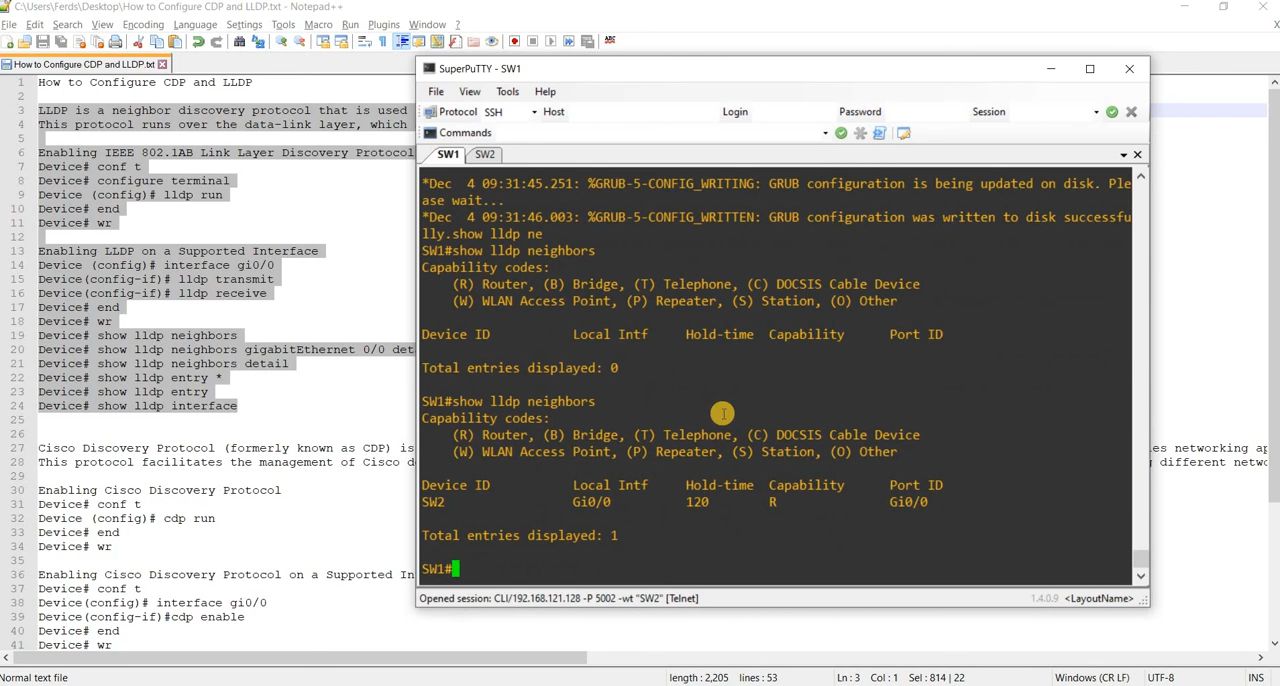 C:\Users\Ferds\Desktop\How to Configure CDP and LLDP.txt - Notepad++
File Edit Search View Encoding Language Settings Tools Macro Run Plugins Window ?
How to Configure CDP and LLDP.txt
1 How to Configure CDP and LLDP
2
3 LLDP is a neighbor discovery protocol that is used
4 This protocol runs over the data-link layer, which
5
6 Enabling IEEE 802.1AB Link Layer Discovery Protocol
7 Device# conf t
8 Device# configure terminal
9 Device (config)# lldp run
10 Device# end
11 Device# wr
12
13 Enabling LLDP on a Supported Interface
14 Device (config)# interface gi0/0
15 Device(config-if)# lldp transmit
16 Device(config-if)# lldp receive
17 Device# end
18 Device# wr
19 Device# show lldp neighbors
20 Device# show lldp neighbors gigabitEthernet 0/0 det
21 Device# show lldp neighbors detail
22 Device# show lldp entry *
23 Device# show lldp entry
24 Device# show lldp interface
25
26
27 Cisco Discovery Protocol (formerly known as CDP) is
es networking ap
28 This protocol facilitates the management of Cisco d
g different netwo
29
30 Enabling Cisco Discovery Protocol
31 Device# conf t
32 Device (config)# cdp run
33 Device# end
34 Device# wr
35
36 Enabling Cisco Discovery Protocol on a Supported In
37 Device# conf t
38 Device(config)# interface gi0/0
39 Device(config-if)#cdp enable
40 Device# end
41 Device# wr
SuperPuTTY - SW1
File View Tools Help
Protocol SSH Host Login Password Session
Commands
SW1 SW2
*Dec  4 09:31:45.251: %GRUB-5-CONFIG_WRITING: GRUB configuration is being updated on disk. Ple
ase wait...
*Dec  4 09:31:46.003: %GRUB-5-CONFIG_WRITTEN: GRUB configuration was written to disk successfu
lly.show lldp ne
SW1#show lldp neighbors
Capability codes:
(R) Router, (B) Bridge, (T) Telephone, (C) DOCSIS Cable Device
(W) WLAN Access Point, (P) Repeater, (S) Station, (O) Other
Device ID Local Intf Hold-time Capability Port ID
Total entries displayed: 0
SW1#show lldp neighbors
Capability codes:
(R) Router, (B) Bridge, (T) Telephone, (C) DOCSIS Cable Device
(W) WLAN Access Point, (P) Repeater, (S) Station, (O) Other
Device ID Local Intf Hold-time Capability Port ID
SW2 Gi0/0 120 R Gi0/0
Total entries displayed: 1
SW1#
Opened session: CLI/192.168.121.128 -P 5002 -wt "SW2" [Telnet] 1.4.0.9 <LayoutName>
Normal text file length : 2,205 lines : 53 Ln : 3 Col : 1 Sel : 814 | 22 Windows (CR LF) UTF-8 INS